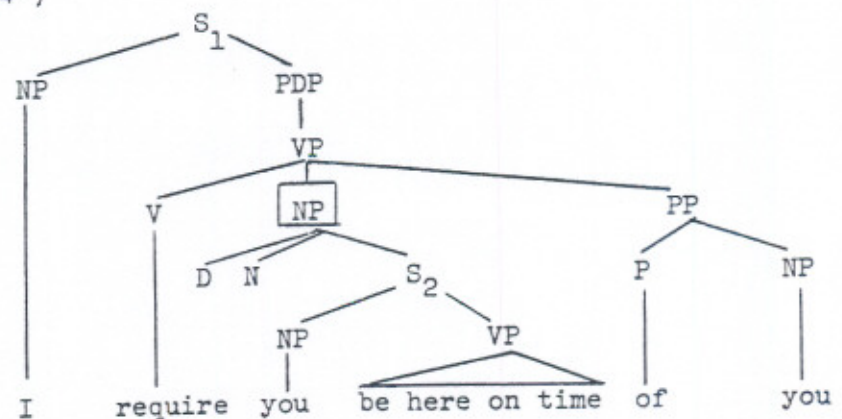 S1
NP PDP
VP
V NP PP
D N S2 P NP
NP VP
I require you be here on time of you